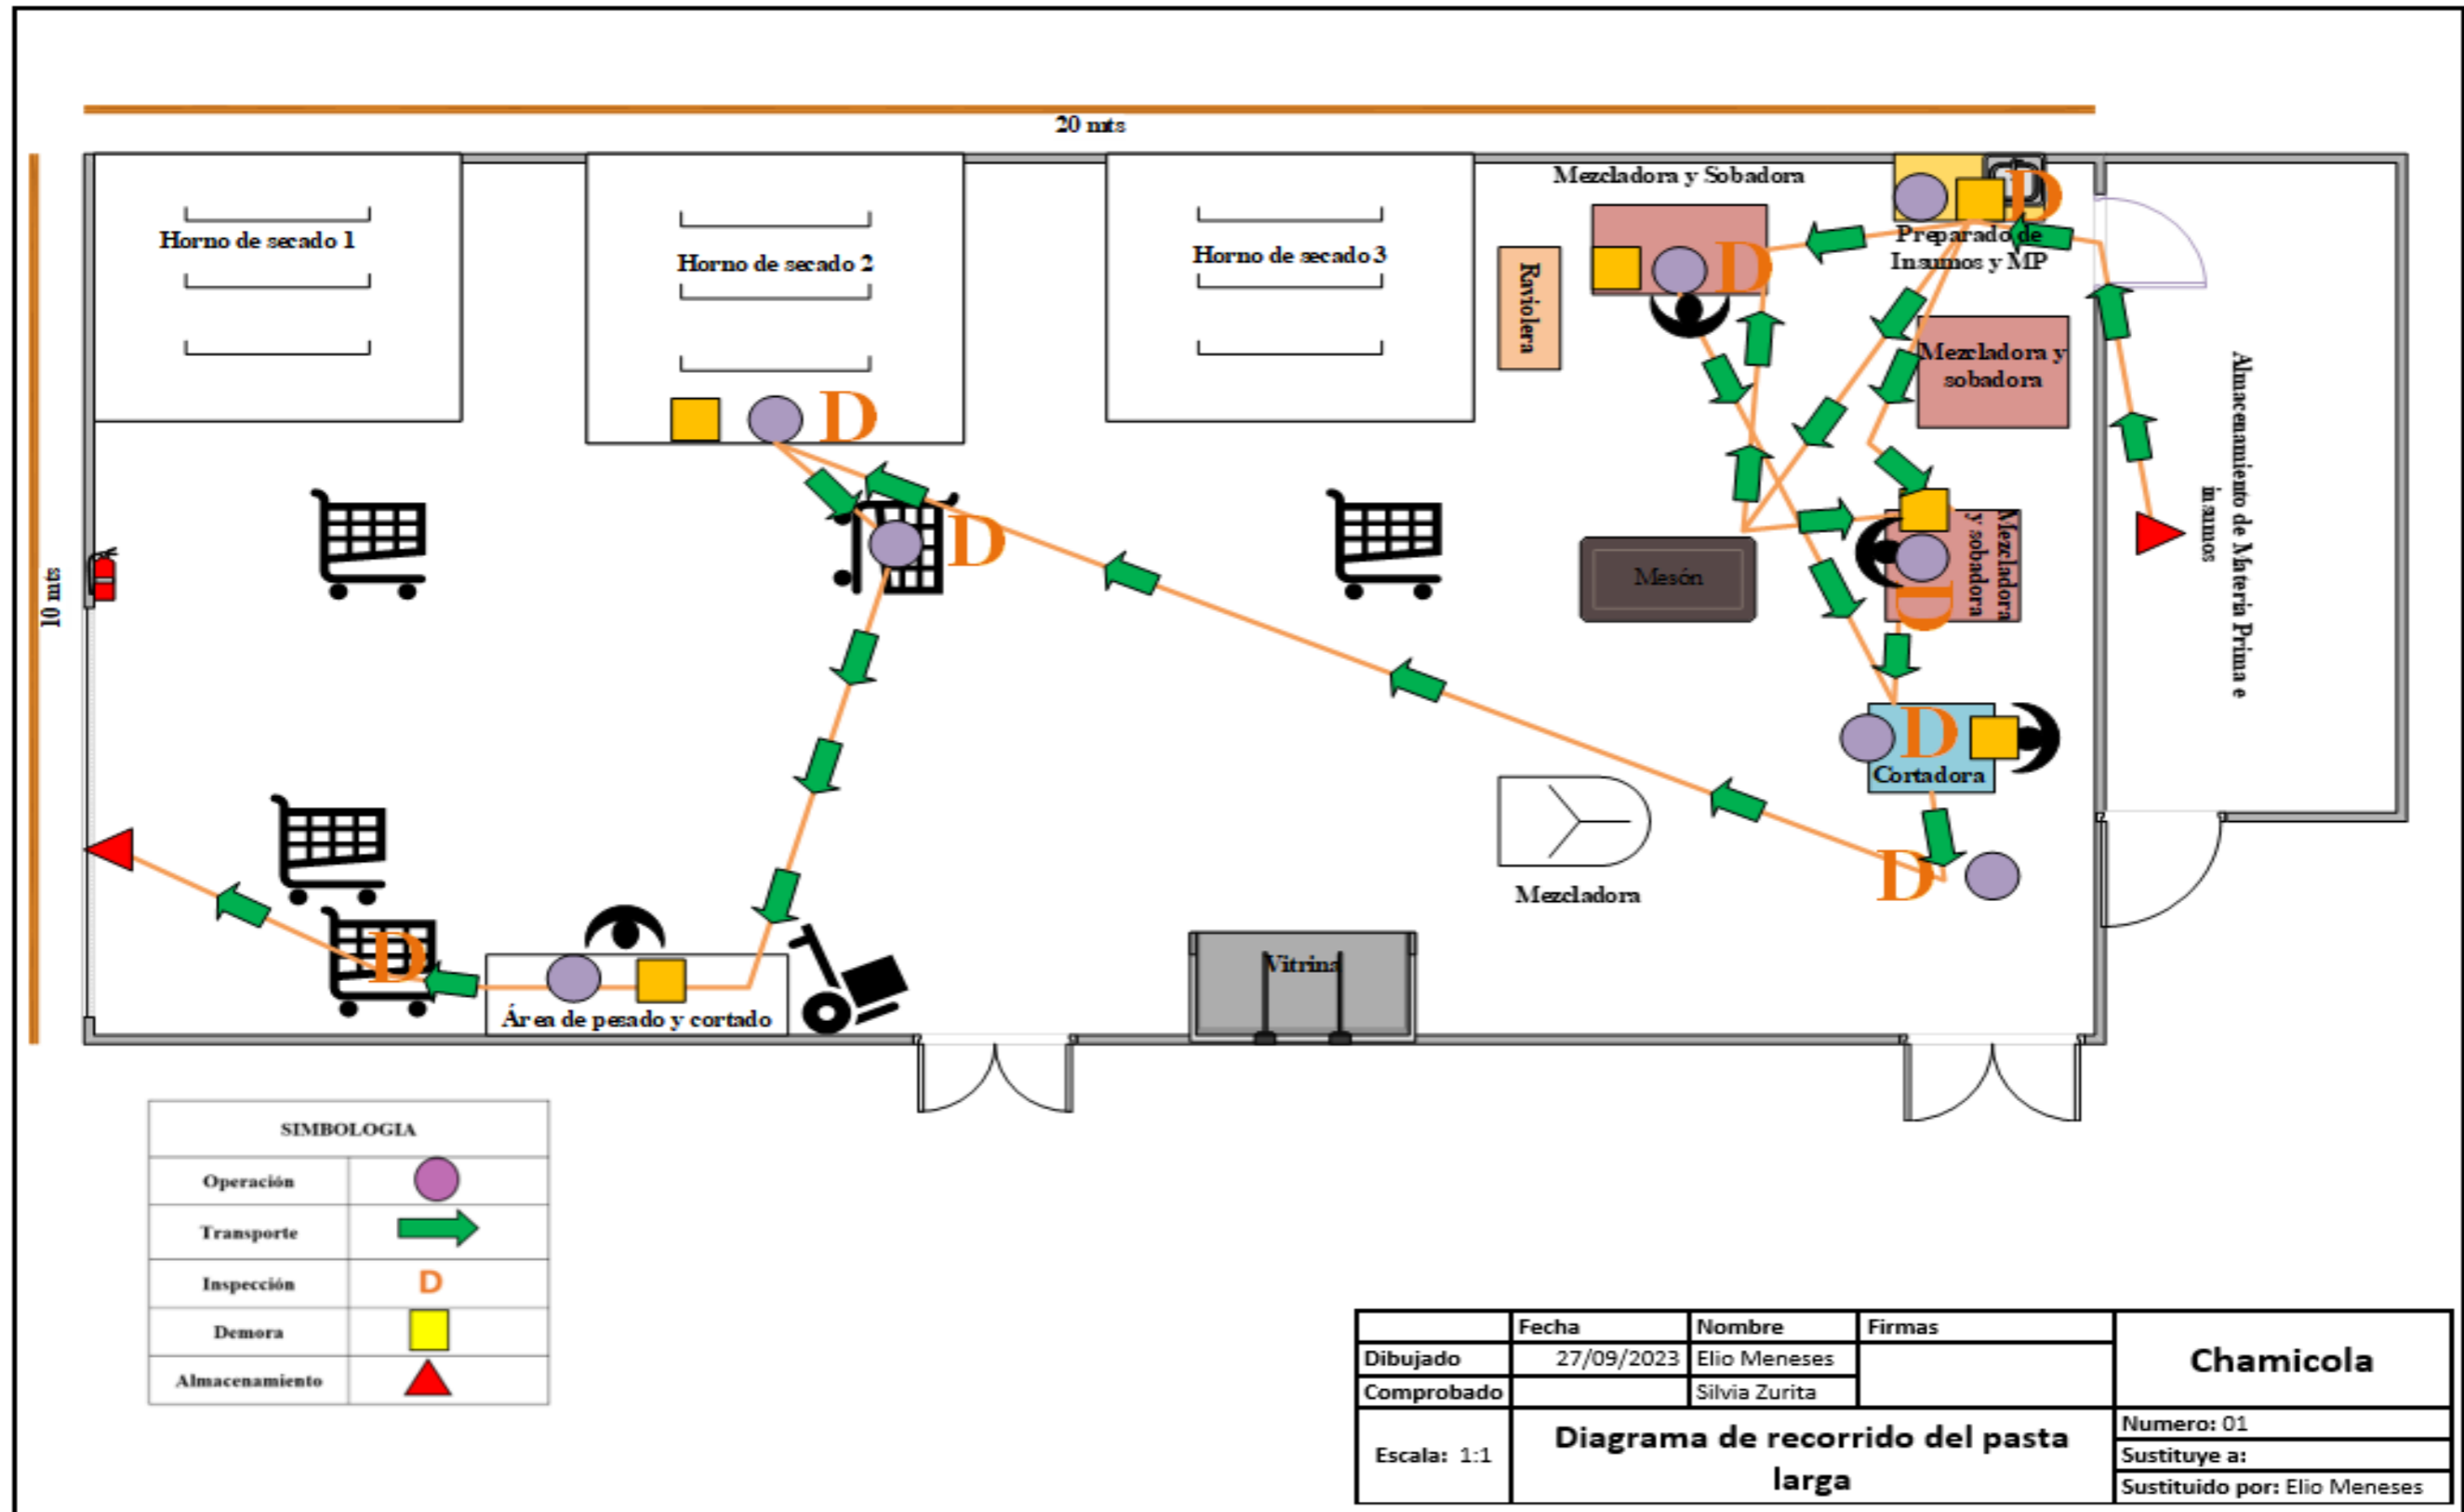 20 mts
Mezcladora y Sobadora
Horno de secado 1
Horno de secado 2
Horno de secado 3
Raviolera
D
D
Preparado de
Insumos y MP
Mezcladora y
sobadora
Almacenamiento de Materia Prima e
insumos
D
D
10 mts
Mesón
Mezcladora
y sobadora
D
D
Cortadora
D
Mezcladora
D
Vitrina
Área de pesado y cortado
SIMBOLOGIA
Operación
Transporte
Inspección D
Demora
Almacenamiento
Fecha Nombre Firmas
Dibujado 27/09/2023 Elio Meneses
Comprobado Silvia Zurita
Chamicola
Escala: 1:1
Diagrama de recorrido del pasta
larga
Numero: 01
Sustituye a:
Sustituido por: Elio Meneses